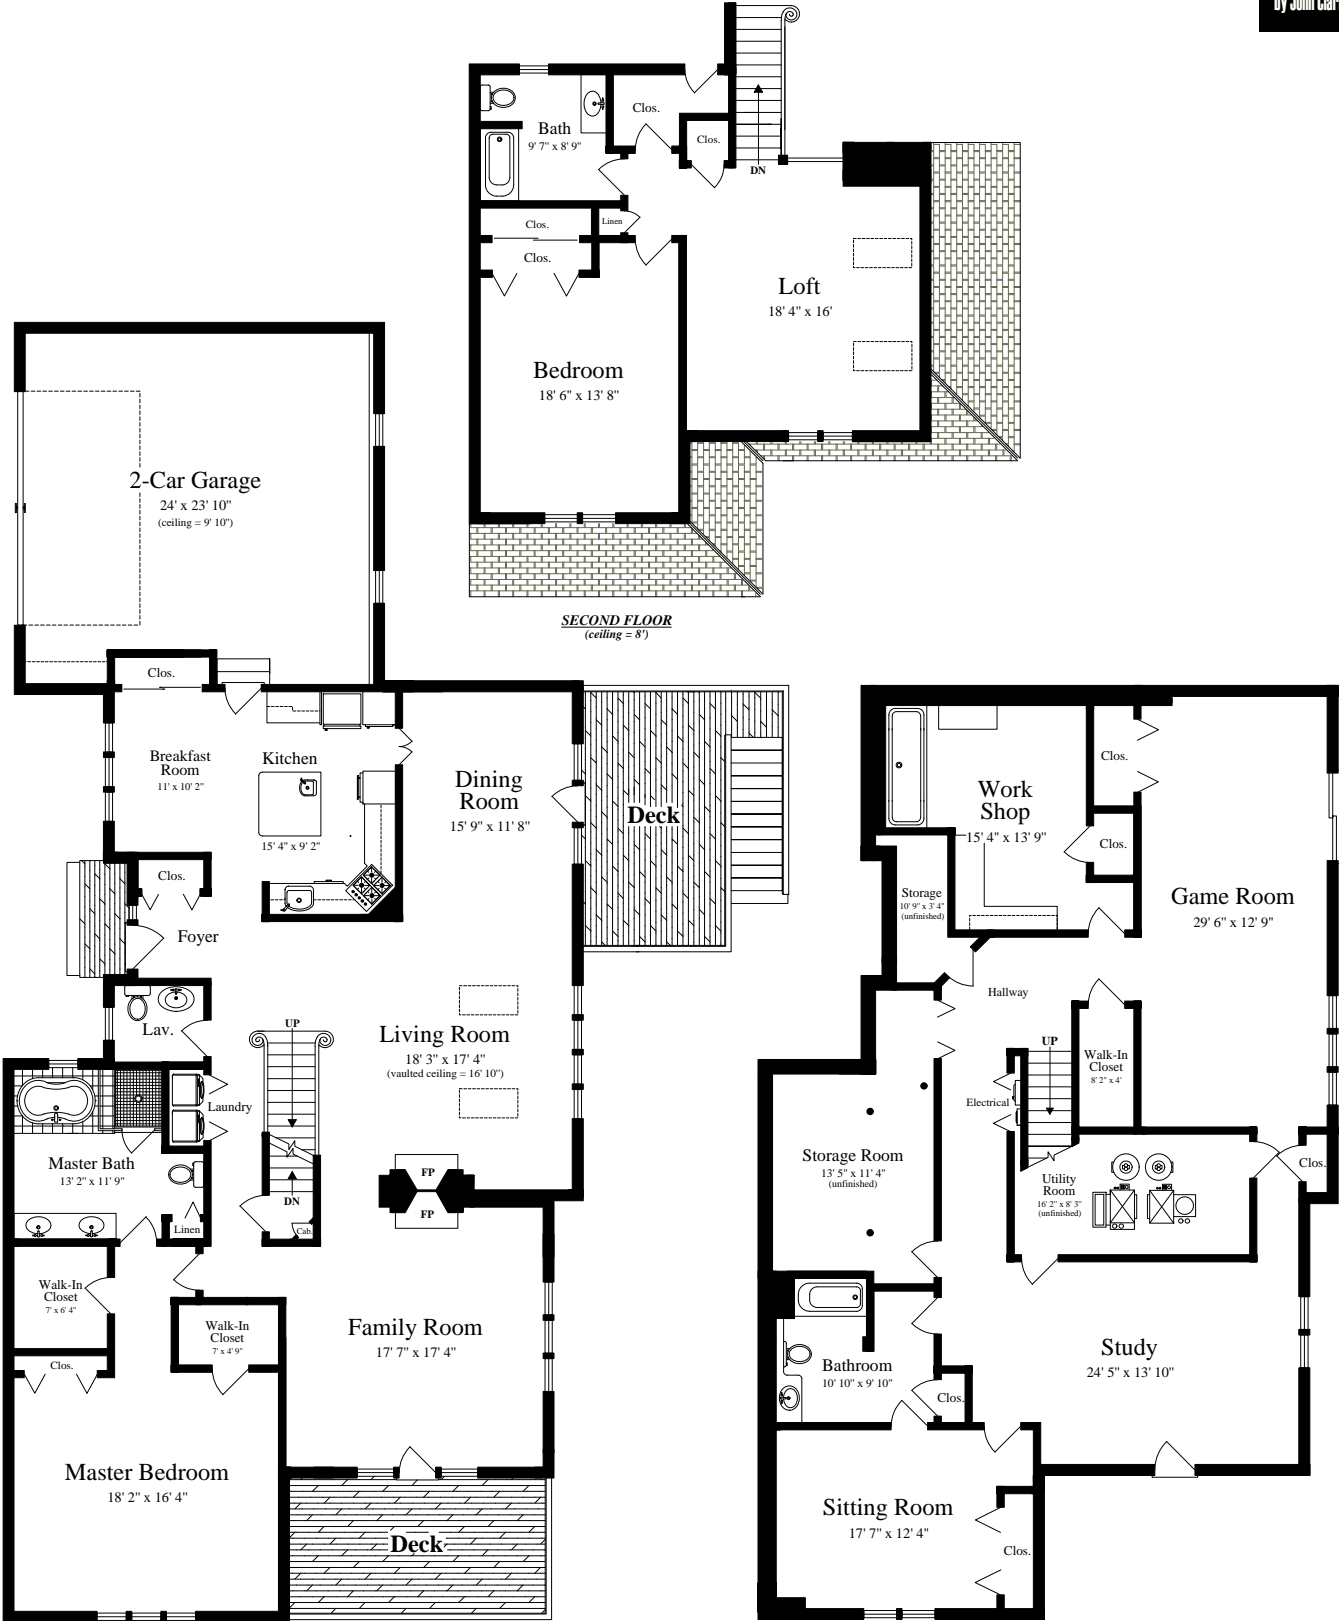 by John Clar
Clos.
Bath
9' 7" x 8' 9"
Clos.
DN
Clos.
Linen
Clos.
Loft
18' 4" x 16'
Bedroom
18' 6" x 13' 8"
SECOND FLOOR
(ceiling = 8')
2-Car Garage
24' x 23' 10"
(ceiling = 9' 10")
Clos.
Breakfast
Room
11' x 10' 2"
Kitchen
15' 4" x 9' 2"
Dining
Room
15' 9" x 11' 8"
Deck
Clos.
Foyer
Lav.
UP
Living Room
18' 3" x 17' 4"
(vaulted ceiling = 16' 10")
Laundry
Master Bath
13' 2" x 11' 9"
FP
FP
DN
Linen
Cab.
Walk-In
Closet
7' x 6' 4"
Walk-In
Closet
7' x 4' 9"
Clos.
Family Room
17' 7" x 17' 4"
Master Bedroom
18' 2" x 16' 4"
Deck
Clos.
Work
Shop
15' 4" x 13' 9"
Clos.
Storage
10' 9" x 3' 4"
(unfinished)
Game Room
29' 6" x 12' 9"
Hallway
UP
Walk-In
Closet
8' 2" x 4'
Electrical
Storage Room
13' 5" x 11' 4"
(unfinished)
Utility
Room
16' 2" x 8' 3"
(unfinished)
Clos.
Bathroom
10' 10" x 9' 10"
Clos.
Study
24' 5" x 13' 10"
Sitting Room
17' 7" x 12' 4"
Clos.